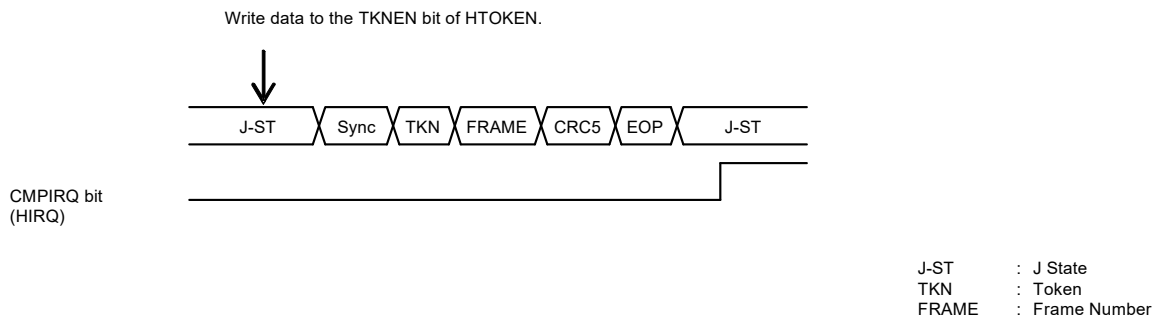 Write data to the TKNEN bit of HTOKEN.
J-ST Sync TKN FRAME CRC5 EOP J-ST
CMPIRQ bit
(HIRQ)
J-ST : J State
TKN : Token
FRAME : Frame Number